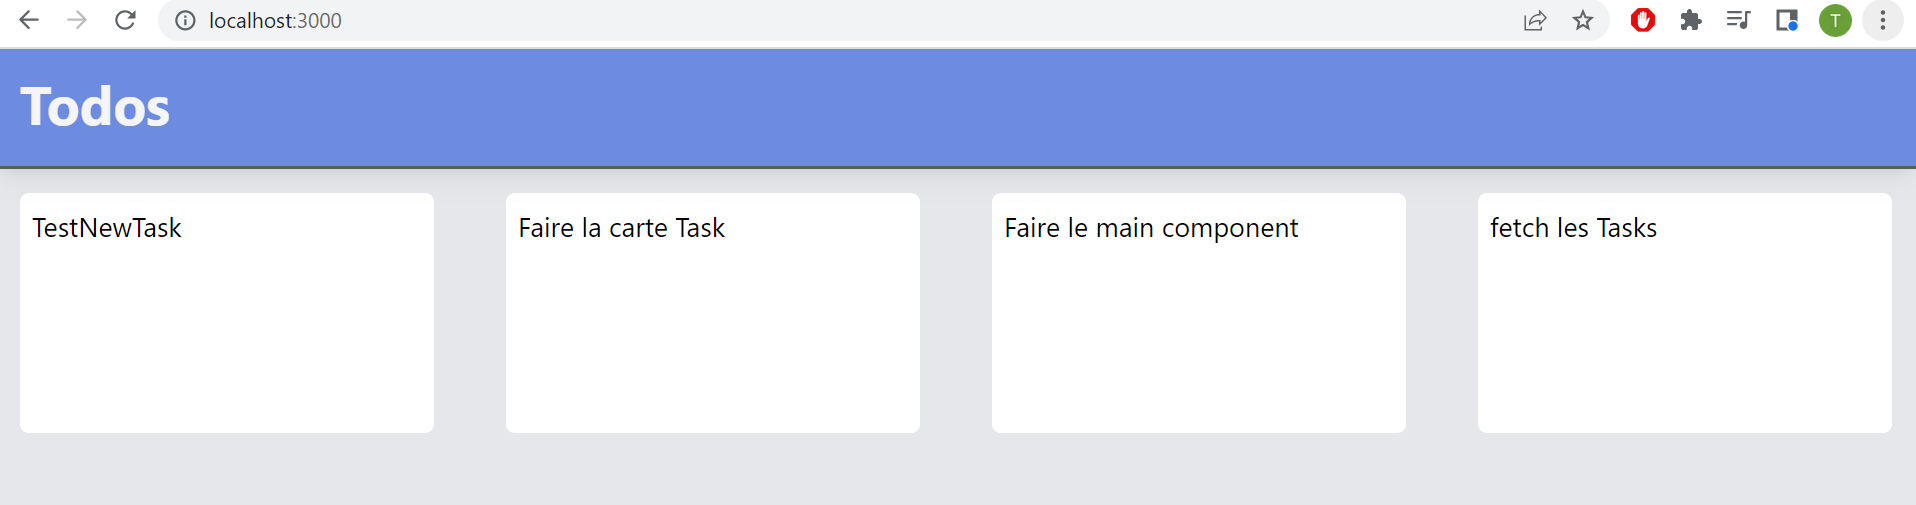 localhost:3000
T
Todos
TestNewTask
Faire la carte Task
Faire le main component
fetch les Tasks